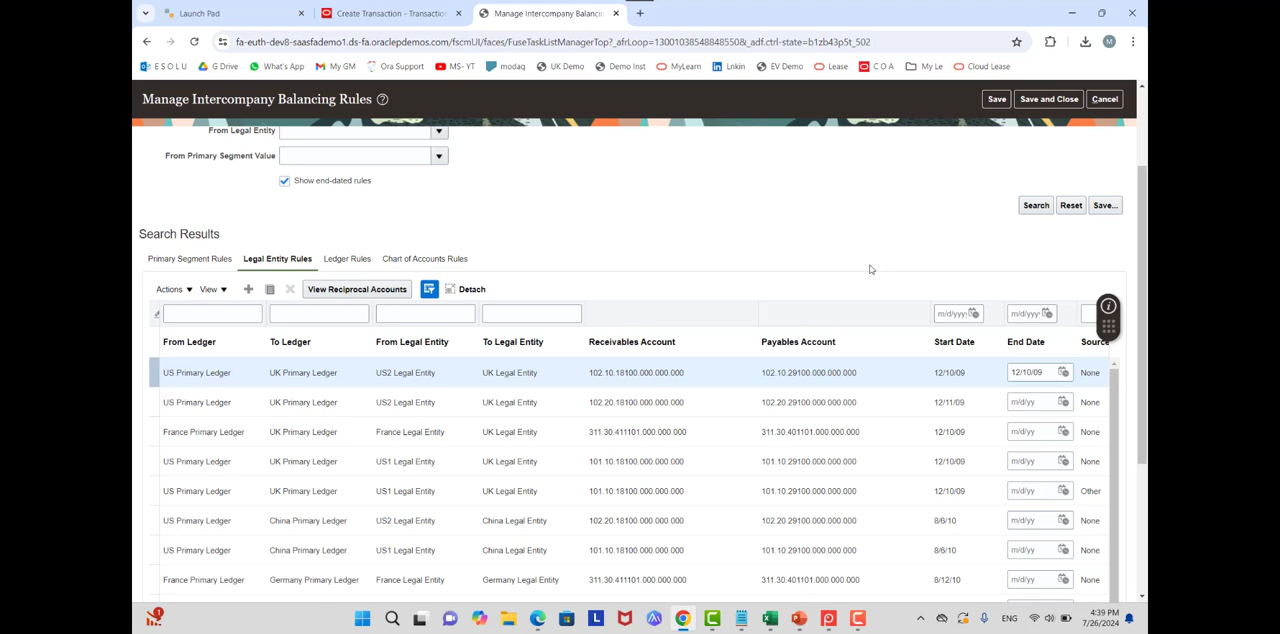 Launch Pad
Create Transaction - Transaction
Manage Intercompany Balancing
fa-euth-dev8-saasfademo1.ds-fa.oraclepdemos.com/fscmUI/faces/FuseTaskListManagerTop?_afrLoop=130010385488485 50&_adf.ctrl-state=b1zb43p5t_502
E S O L U G Drive What's App My GM Ora Support MS- YT modaq UK Demo Demo Inst MyLearn Lnkin EV Demo Lease C O A My Le Cloud Lease
Manage Intercompany Balancing Rules
Save Save and Close Cancel
From Legal Entity
From Primary Segment Value
Show end-dated rules
Search Reset Save...
Search Results
Primary Segment Rules Legal Entity Rules Ledger Rules Chart of Accounts Rules
Actions View View Reciprocal Accounts Detach
m/d/yyy m/d/yyy
From Ledger To Ledger From Legal Entity To Legal Entity Receivables Account Payables Account Start Date End Date Source
US Primary Ledger UK Primary Ledger US2 Legal Entity UK Legal Entity 102.10.18100.000.000.000 102.10.29100.000.000.000 12/10/09 12/10/09 None
US Primary Ledger UK Primary Ledger US2 Legal Entity UK Legal Entity 102.20.18100.000.000.000 102.20.29100.000.000.000 12/11/09 m/d/yy None
France Primary Ledger UK Primary Ledger France Legal Entity UK Legal Entity 311.30.411101.000.000.000 311.30.401101.000.000.000 12/10/09 m/d/yy None
US Primary Ledger UK Primary Ledger US1 Legal Entity UK Legal Entity 101.10.18100.000.000.000 101.10.29100.000.000.000 12/10/09 m/d/yy None
US Primary Ledger UK Primary Ledger US1 Legal Entity UK Legal Entity 101.10.18100.000.000.000 101.10.29100.000.000.000 12/10/09 m/d/yy Other
US Primary Ledger China Primary Ledger US2 Legal Entity China Legal Entity 102.20.18100.000.000.000 102.20.29100.000.000.000 8/6/10 m/d/yy None
US Primary Ledger China Primary Ledger US1 Legal Entity China Legal Entity 101.10.18100.000.000.000 101.10.29100.000.000.000 8/6/10 m/d/yy None
France Primary Ledger Germany Primary Ledger France Legal Entity Germany Legal Entity 311.30.411101.000.000.000 311.30.401101.000.000.000 8/12/10 m/d/yy None
ENG
4:39 PM
7/26/2024